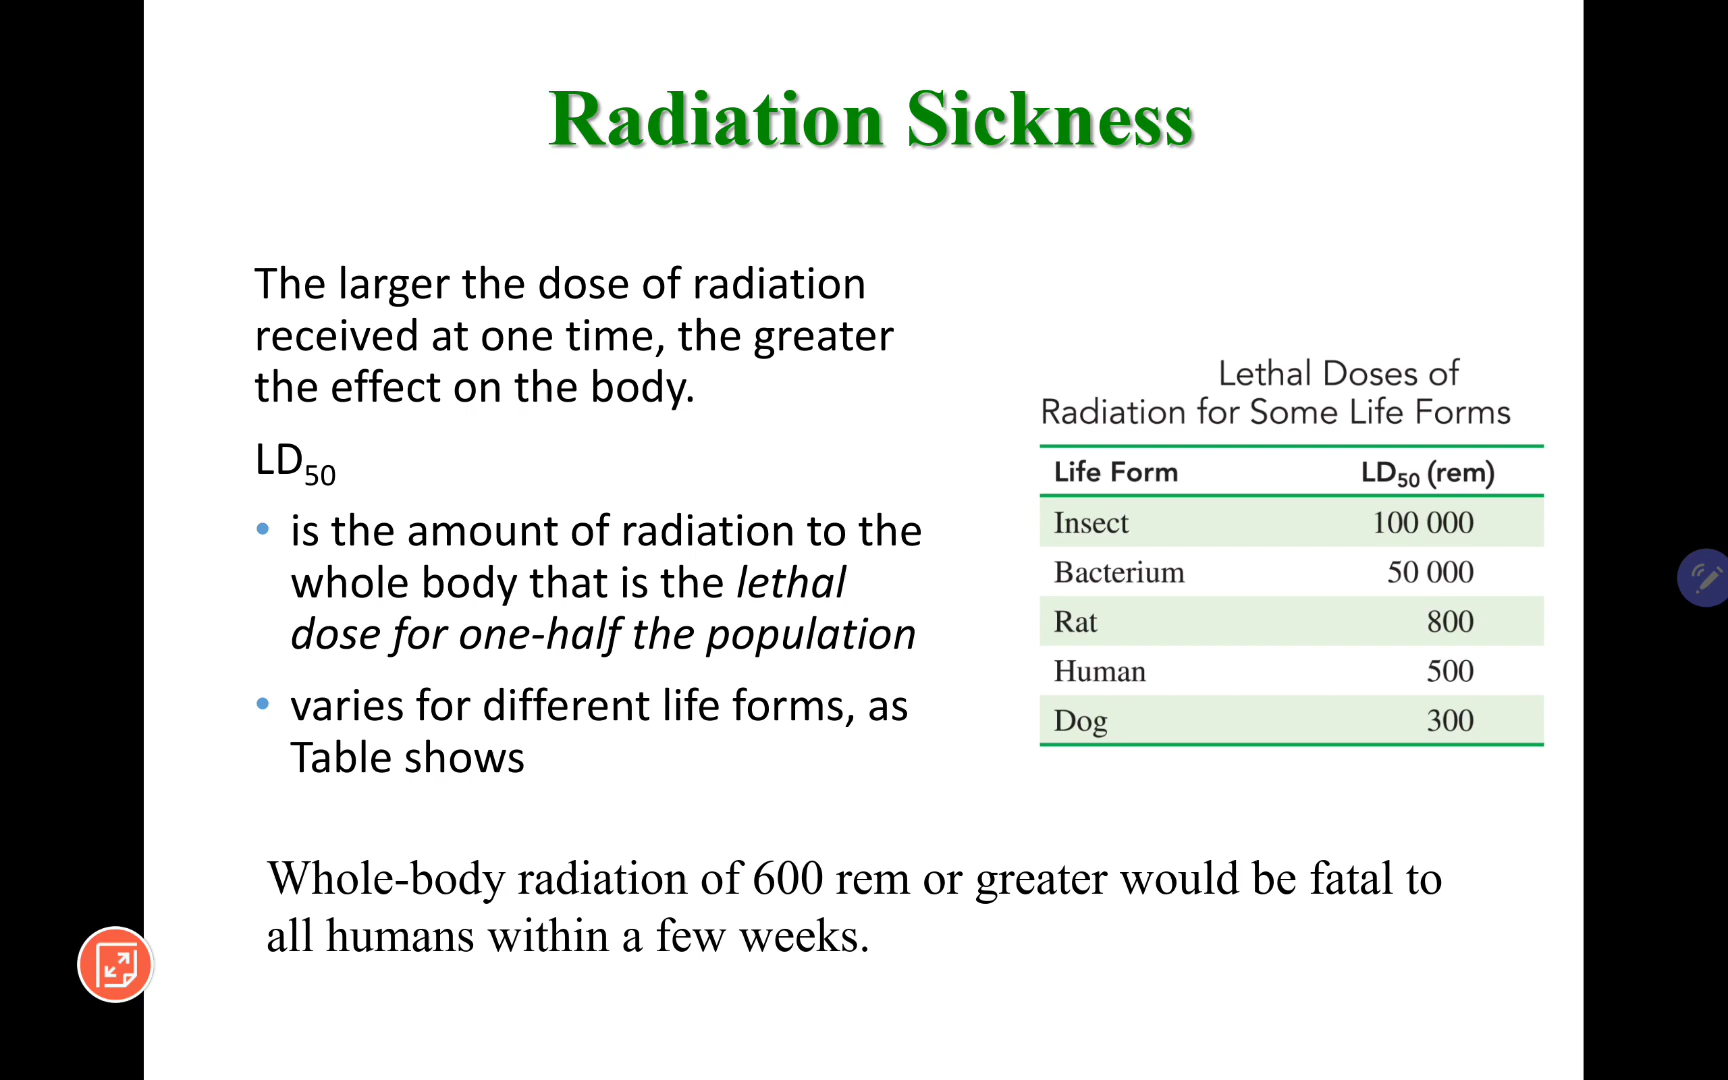 Radiation Sickness
The larger the dose of radiation
received at one time, the greater
the effect on the body.
LD50
• is the amount of radiation to the
whole body that is the lethal
dose for one-half the population
• varies for different life forms, as
Table shows
Lethal Doses of
Radiation for Some Life Forms
Life Form LD50 (rem)
Insect 100 000
Bacterium 50 000
Rat 800
Human 500
Dog 300
Whole-body radiation of 600 rem or greater would be fatal to
all humans within a few weeks.